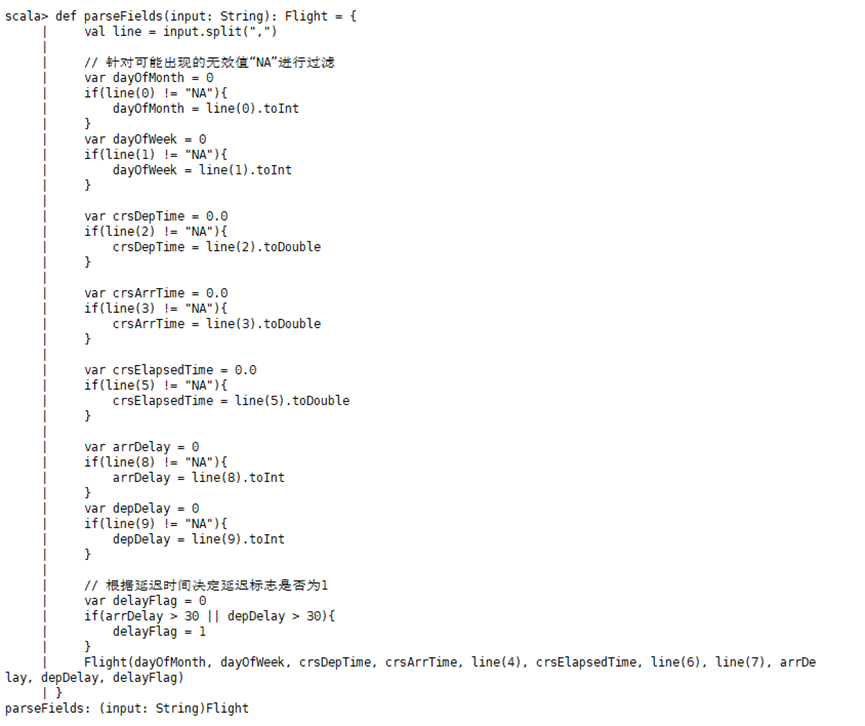 scala> def parseFields(input: String): Flight = {
     |     val line = input.split(",")
     |
     |     // 针对可能出现的无效值“NA”进行过滤
     |     var dayOfMonth = 0
     |     if(line(0) != "NA"){
     |         dayOfMonth = line(0).toInt
     |     }
     |     var dayOfWeek = 0
     |     if(line(1) != "NA"){
     |         dayOfWeek = line(1).toInt
     |     }
     |
     |     var crsDepTime = 0.0
     |     if(line(2) != "NA"){
     |         crsDepTime = line(2).toDouble
     |     }
     |
     |     var crsArrTime = 0.0
     |     if(line(3) != "NA"){
     |         crsArrTime = line(3).toDouble
     |     }
     |
     |     var crsElapsedTime = 0.0
     |     if(line(5) != "NA"){
     |         crsElapsedTime = line(5).toDouble
     |     }
     |
     |     var arrDelay = 0
     |     if(line(8) != "NA"){
     |         arrDelay = line(8).toInt
     |     }
     |     var depDelay = 0
     |     if(line(9) != "NA"){
     |         depDelay = line(9).toInt
     |     }
     |
     |     // 根据延迟时间决定延迟标志是否为1
     |     var delayFlag = 0
     |     if(arrDelay > 30 || depDelay > 30){
     |         delayFlag = 1
     |     }
     |     Flight(dayOfMonth, dayOfWeek, crsDepTime, crsArrTime, line(4), crsElapsedTime, line(6), line(7), arrDe
lay, depDelay, delayFlag)
     | }
parseFields: (input: String)Flight